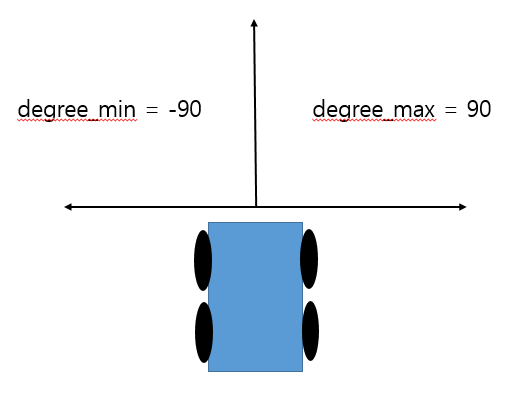 degree_min = -90
degree_max = 90